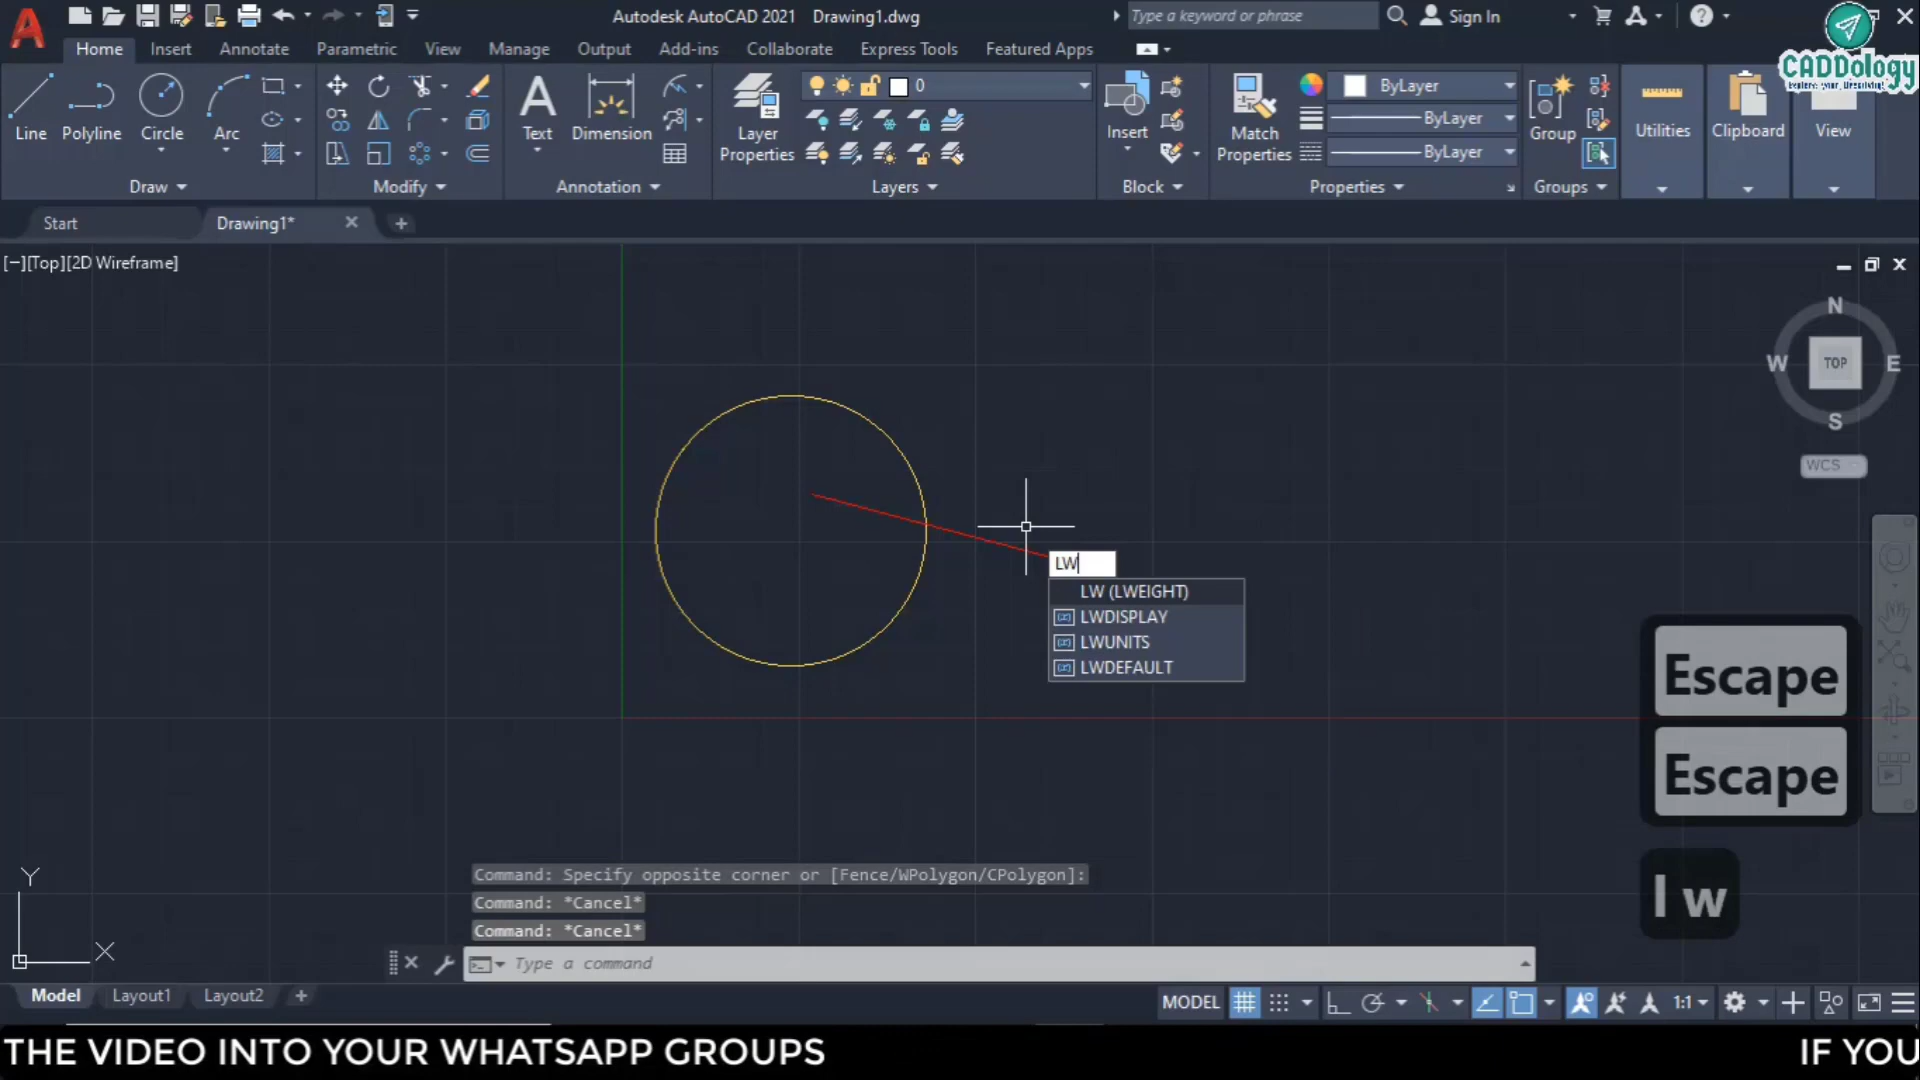 Autodesk AutoCAD 2021 Drawing1.dwg
Type a keyword or phrase
Sign In
CADDology
Home Insert Annotate Parametric View Manage Output Add-ins Collaborate Express Tools Featured Apps
Line Polyline Circle Arc
Text Dimension
Layer Properties
0
Insert
Match Properties
ByLayer
ByLayer
ByLayer
Group
Utilities
Clipboard
View
Draw Modify Annotation Layers Block Properties Groups
Start Drawing1*
[−][Top][2D Wireframe]
N
W TOP E
S
WCS
LW
LW (LWEIGHT)
LWDISPLAY
LWUNITS
LWDEFAULT
Escape
Escape
l w
Command: Specify opposite corner or [Fence/WPolygon/CPolygon]:
Command: *Cancel*
Command: *Cancel*
Y
X
Type a command
Model Layout1 Layout2
MODEL 1:1
THE VIDEO INTO YOUR WHATSAPP GROUPS IF YOU